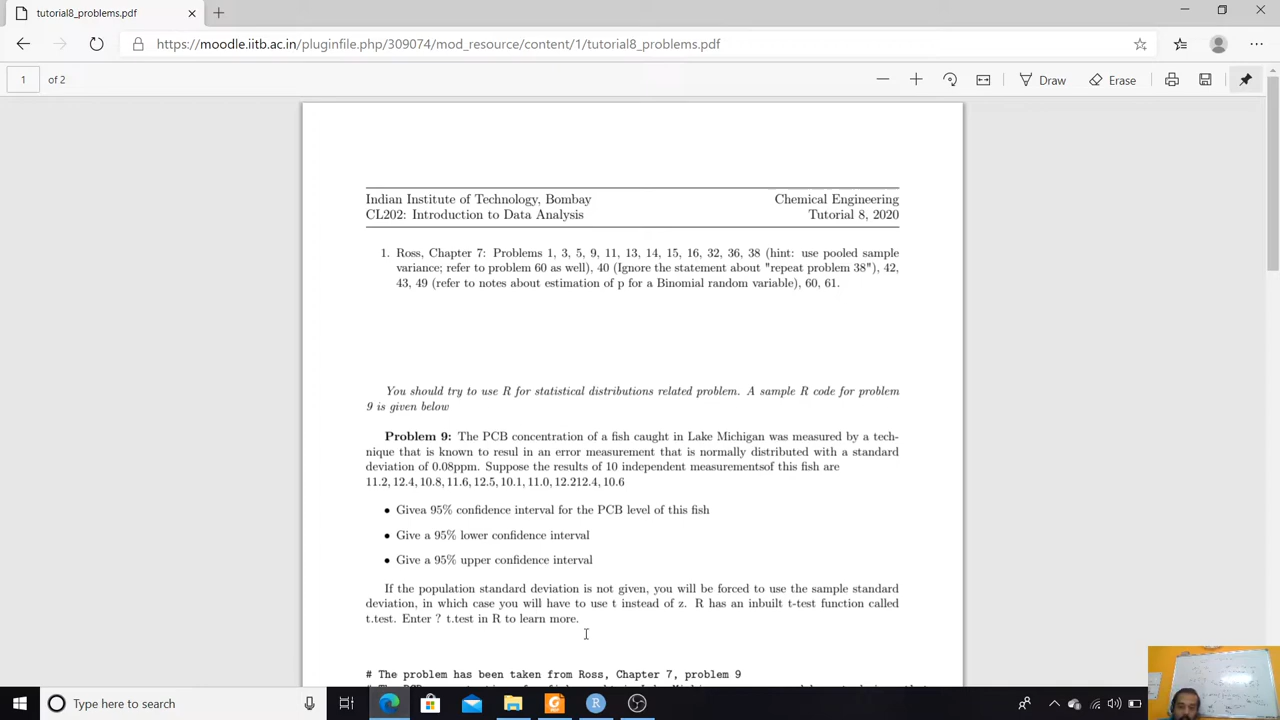 tutorial8_problems.pdf
https://moodle.iitb.ac.in/pluginfile.php/309074/mod_resource/content/1/tutorial8_problems.pdf
1 of 2
Draw
Erase
Indian Institute of Technology, Bombay
Chemical Engineering
CL202: Introduction to Data Analysis
Tutorial 8, 2020
1. Ross, Chapter 7: Problems 1, 3, 5, 9, 11, 13, 14, 15, 16, 32, 36, 38 (hint: use pooled sample
variance; refer to problem 60 as well), 40 (Ignore the statement about "repeat problem 38"), 42,
43, 49 (refer to notes about estimation of p for a Binomial random variable), 60, 61.
You should try to use R for statistical distributions related problem. A sample R code for problem
9 is given below
Problem 9: The PCB concentration of a fish caught in Lake Michigan was measured by a tech-
nique that is known to resul in an error measurement that is normally distributed with a standard
deviation of 0.08ppm. Suppose the results of 10 independent measurementsof this fish are
11.2, 12.4, 10.8, 11.6, 12.5, 10.1, 11.0, 12.212.4, 10.6
• Givea 95% confidence interval for the PCB level of this fish
• Give a 95% lower confidence interval
• Give a 95% upper confidence interval
If the population standard deviation is not given, you will be forced to use the sample standard
deviation, in which case you will have to use t instead of z. R has an inbuilt t-test function called
t.test. Enter ? t.test in R to learn more.
# The problem has been taken from Ross, Chapter 7, problem 9
Type here to search